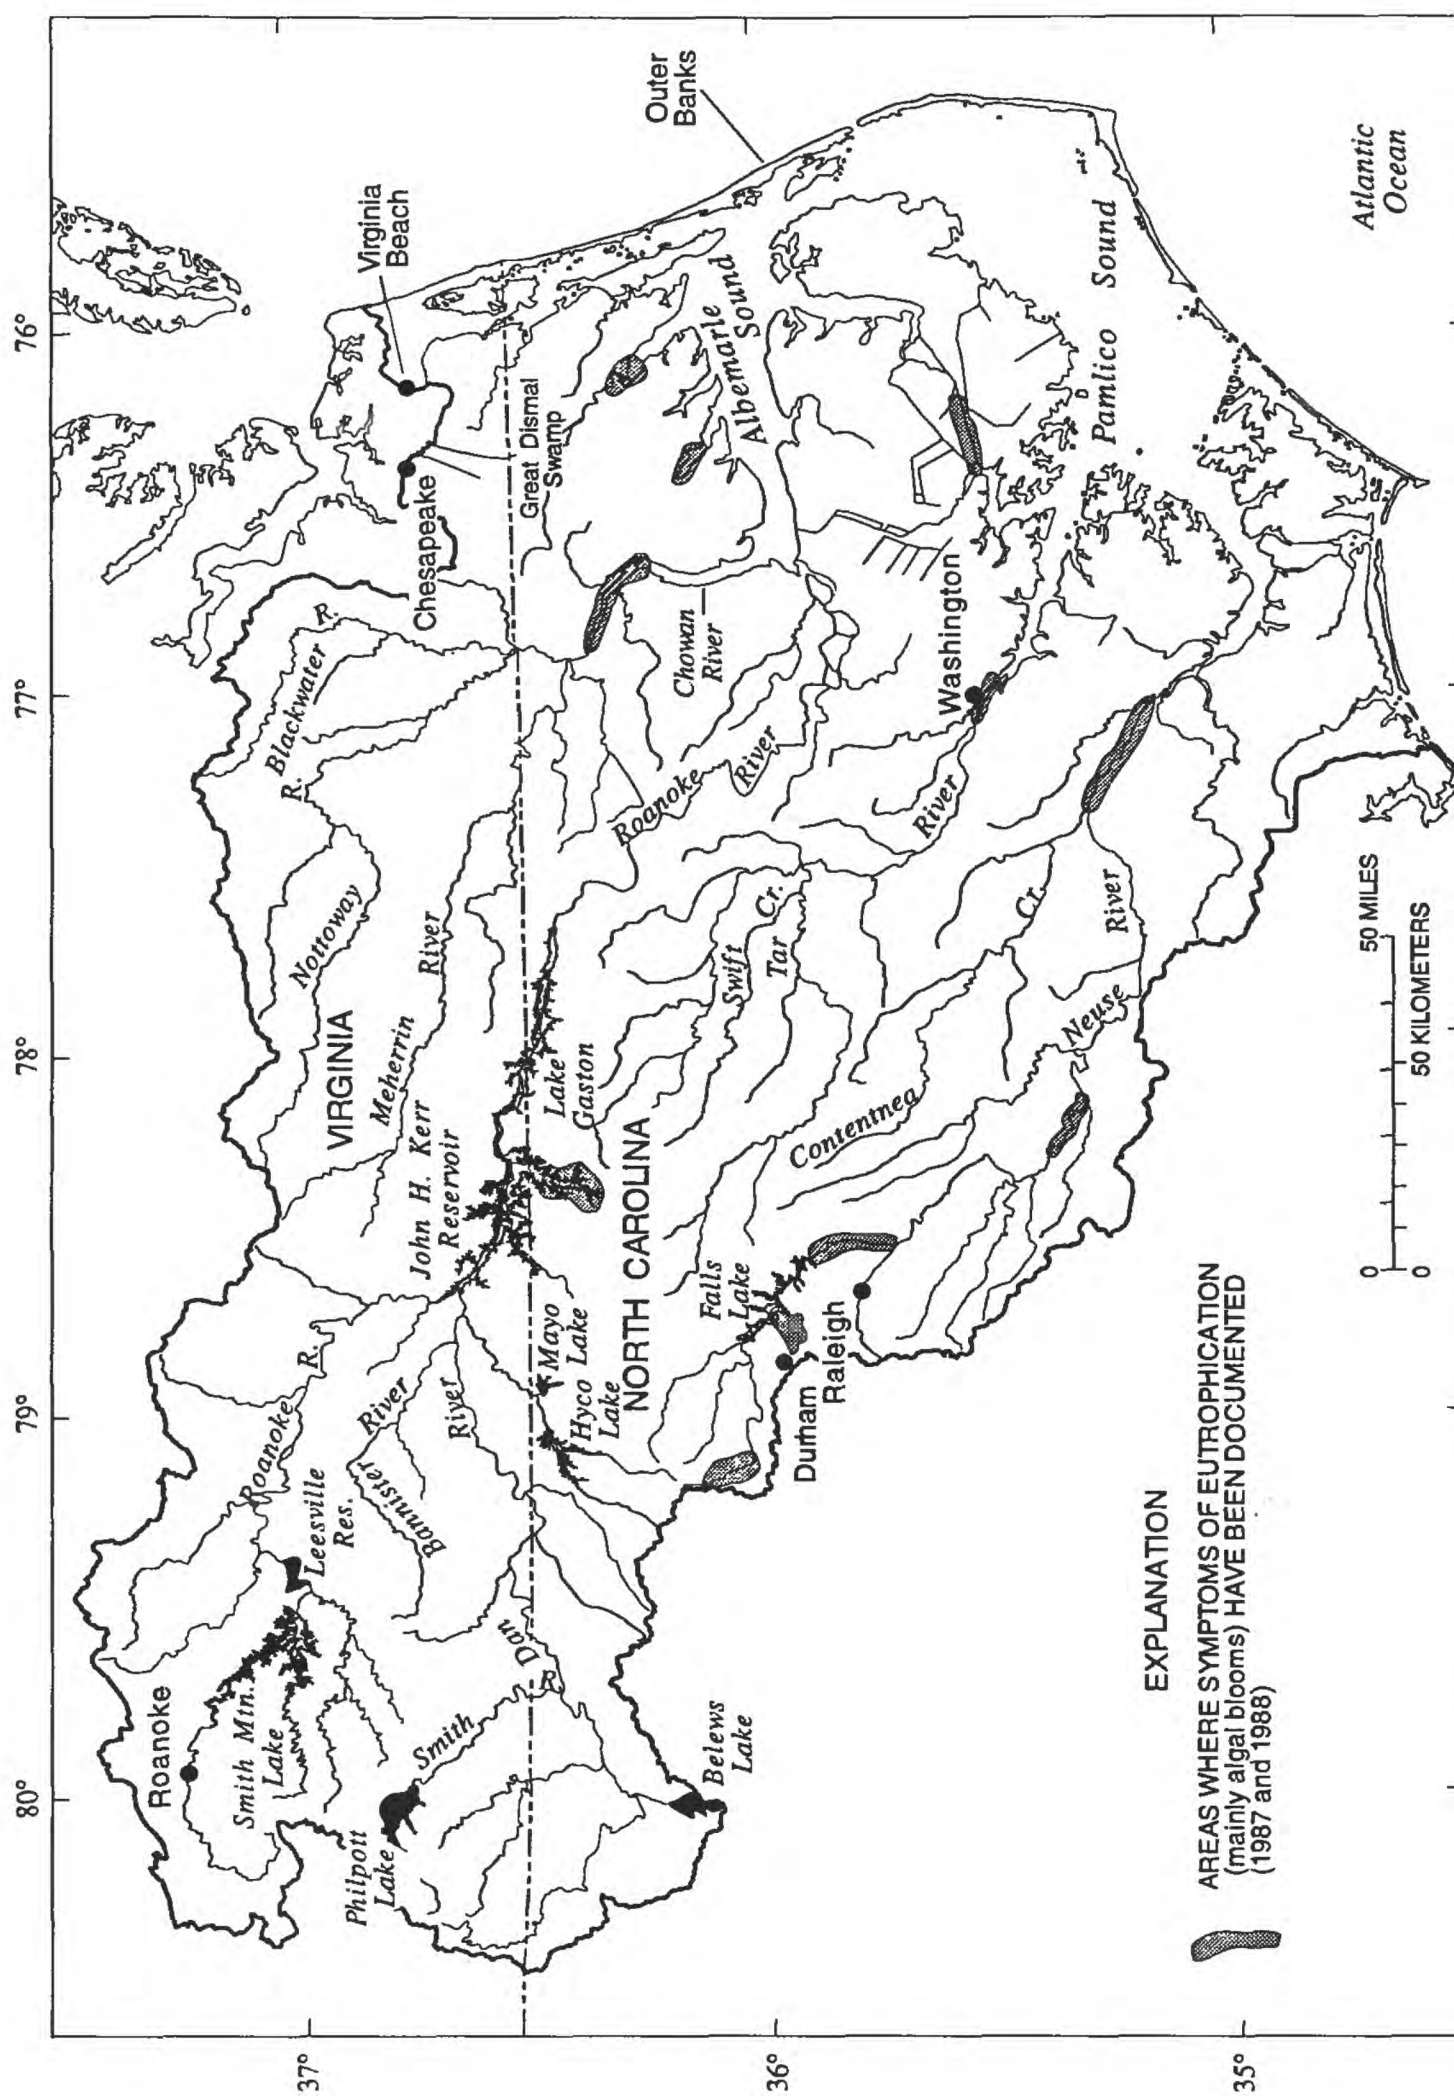 80°
79°
78°
77°
76°
37°
36°
35°
Roanoke
Smith Mtn.
Lake
Leesville
Res.
Roanoke
R.
Philpott
Lake
Smith
Bannister
River
River
Dan
Belews
Lake
Hyco
Lake
Mayo
Lake
John H. Kerr
Reservoir
VIRGINIA
Meherrin
River
Nottoway
R.
Blackwater
R.
Lake
Gaston
NORTH CAROLINA
Chesapeake
Virginia
Beach
Great Dismal
Swamp
Outer
Banks
Chowan
River
Albemarle
Sound
Roanoke
River
Falls
Lake
Durham
Raleigh
Swift
Cr.
Tar
River
Washington
Contentnea
Cr.
Neuse
River
Pamlico Sound
Atlantic
Ocean
EXPLANATION
AREAS WHERE SYMPTOMS OF EUTROPHICATION
(mainly algal blooms) HAVE BEEN DOCUMENTED
(1987 and 1988)
0
50 MILES
0
50 KILOMETERS